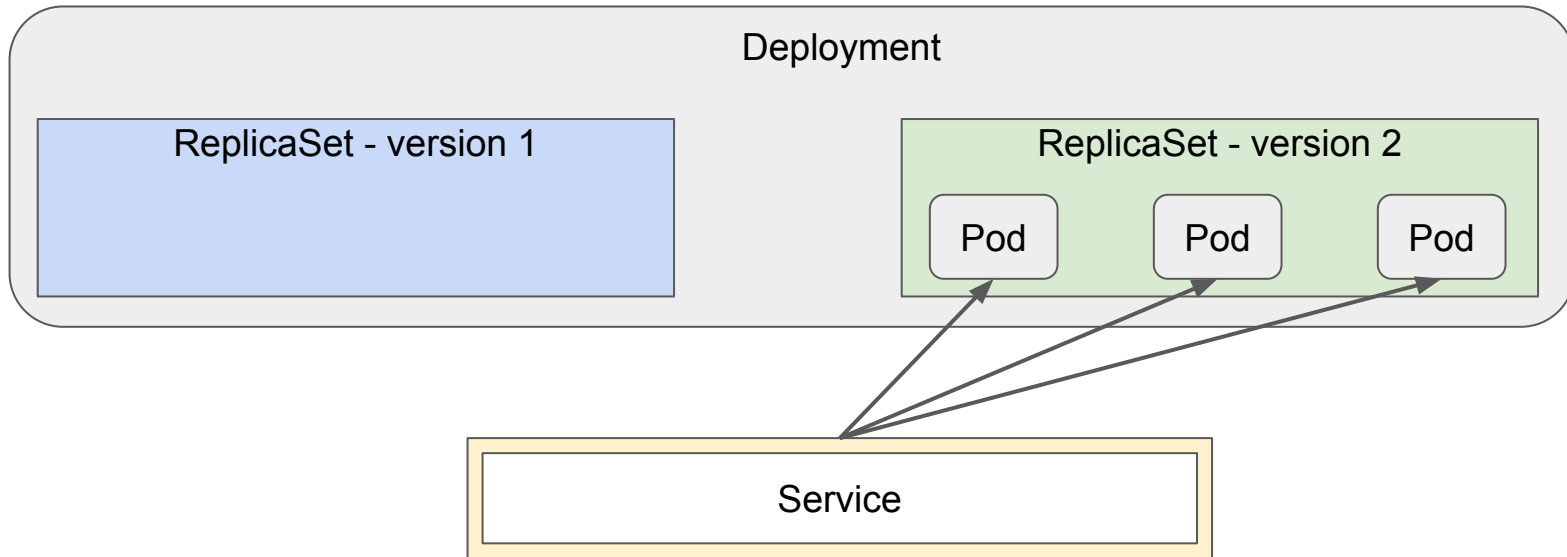 Deployment
ReplicaSet - version 1
ReplicaSet - version 2
Pod
Pod
Pod
Service